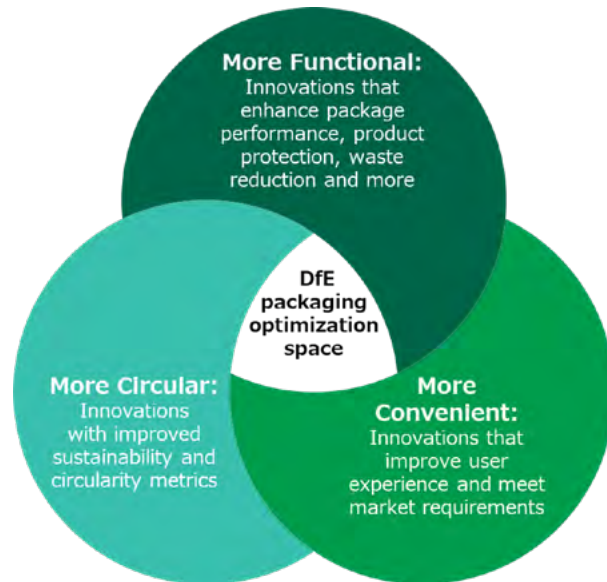 More Functional:
Innovations that
enhance package
performance, product
protection, waste
reduction and more
DfE
packaging
optimization
space
More Circular:
Innovations
with improved
sustainability and
circularity metrics
More
Convenient:
Innovations that
improve user
experience and meet
market requirements